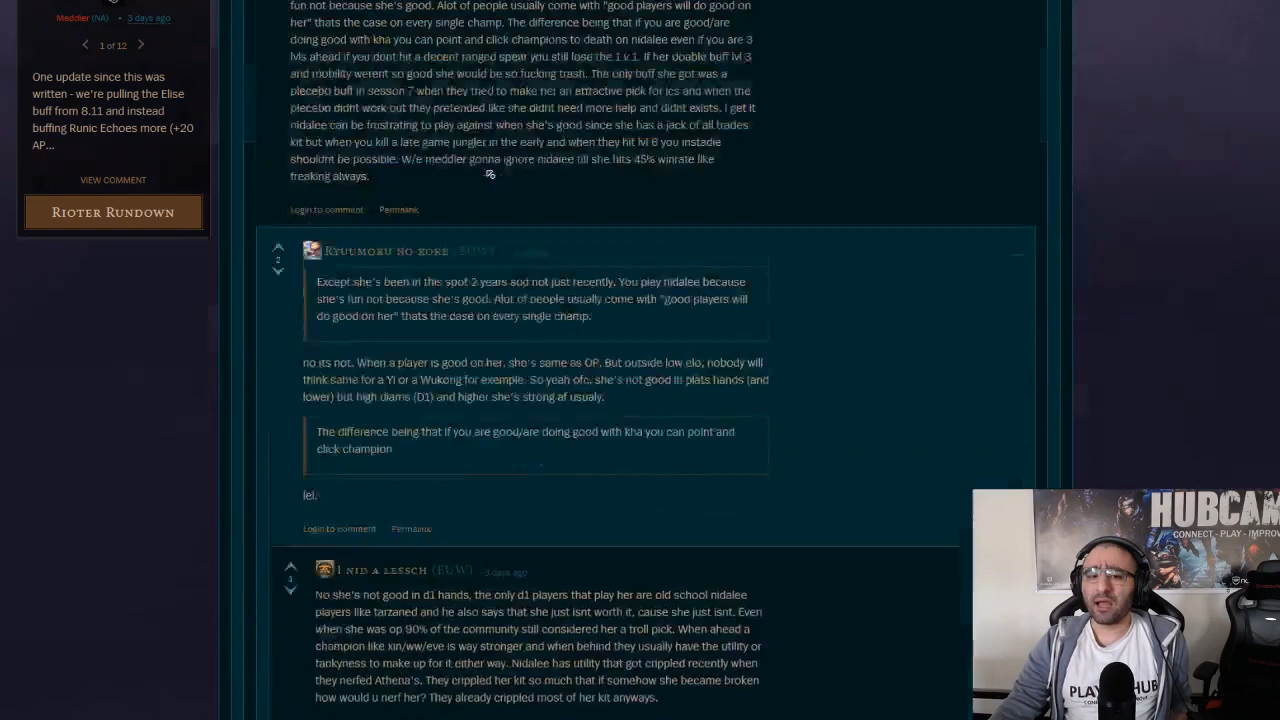 Meddler (NA) • 3 days ago
1 of 12
One update since this was
written - we're pulling the Elise
buff from 8.11 and instead
buffing Runic Echoes more (+20
AP...
VIEW COMMENT
RIOTER RUNDOWN
fun not because she's good. Alot of people usually come with "good players will do good on
her" thats the case on every single champ. The difference being that if you are good/are
doing good with kha you can point and click champions to death on nidalee even if you are 3
lvls ahead if you dont hit a decent ranged spear you still lose the 1 v 1. If her double buff lvl 3
and mobility werent so good she would be so fucking trash. The only buff she got was a
placebo buff in season 7 when they tried to make her an attractive pick for lcs and when the
placebo didnt work out they pretended like she didnt need more help and didnt exists. I get it
nidalee can be frostrating to play against when she's good since she has a jack of all trades
kit but when you kill a late game jungler in the early and when they hit lvl 6 you instadie
shouldnt be possible. W/e meddler gonna ignore nidalee till she hits 45% winrate like
freaking always.
Login to comment Permalink
2
RYUUMORU NO KORE (EUW)
Except she's been in this spot 2 years aod not just recently. You play nidalee because
she's fun not because she's good. Alot of people usually come with "good players will
do good on her" thats the case on every single champ.
no its not. When a player is good on her, she's same as OP. But outside low elo, nobody will
think same for a Yi or a Wukong for exemple. So yeah ofc, she's not good in plats hands (and
lower) but high diams (D1) and higher she's strong af usualy.
The difference being that if you are good/are doing good with kha you can point and
click champion
lel.
Login to comment Permalink
I NID A LEESCH (EUW) - 3 days ago
No she's not good in d1 hands, the only d1 players that play her are old school nidalee
players like tarzaned and he also says that she just isnt worth it, cause she just isnt. Even
when she was op 90% of the community still considered her a troll pick. When ahead a
champion like xin/ww/eve is way stronger and when behind they usually have the utility or
tankyness to make up for it either way. Nidalee has utility that got crippled recently when
they nerfed Athena's. They crippled her kit so much that if somehow she became broken
how would u nerf her? They already crippled most of her kit anyways.
HUBCAM
CONNECT - PLAY - IMPROV
PLAY HUB